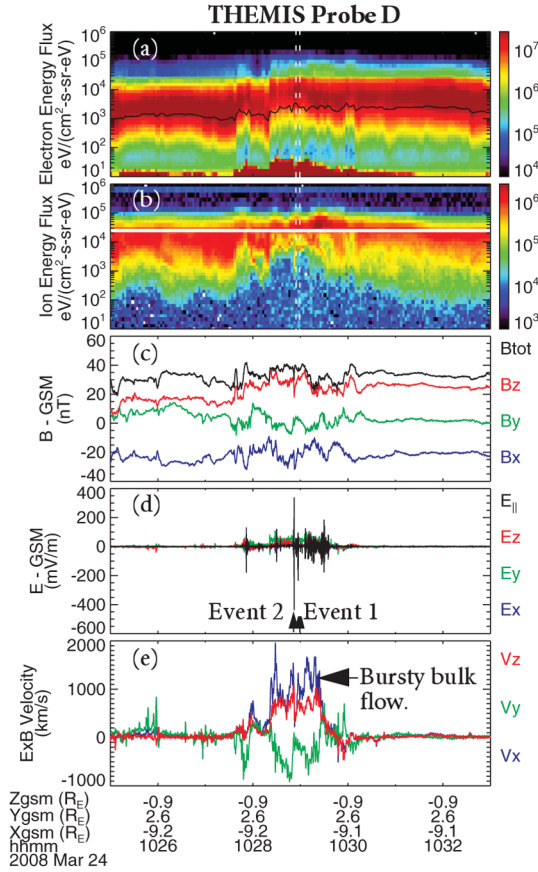 THEMIS Probe D
(a)
Electron Energy Flux
eV/(cm²-s-sr-eV)
10⁶
10⁵
10⁴
10³
10²
10¹
10⁷
10⁶
10⁵
10⁴
(b)
Ion Energy Flux
eV/(cm²-s-sr-eV)
10⁶
10⁵
10⁴
10³
10²
10¹
10⁶
10⁵
10⁴
10³
(c)
B - GSM
(nT)
60
40
20
0
-20
-40
Btot
Bz
By
Bx
(d)
E - GSM
(mV/m)
400
200
0
-200
-400
-600
E||
Ez
Ey
Ex
Event 2
Event 1
(e)
ExB Velocity
(km/s)
2000
1000
0
-1000
Bursty bulk
flow.
Vz
Vy
Vx
Zgsm (RE) -0.9 -0.9 -0.9 -0.9
Ygsm (RE) 2.6 2.6 2.6 2.6
Xgsm (RE) -9.2 -9.2 -9.1 -9.1
hhmm 1026 1028 1030 1032
2008 Mar 24